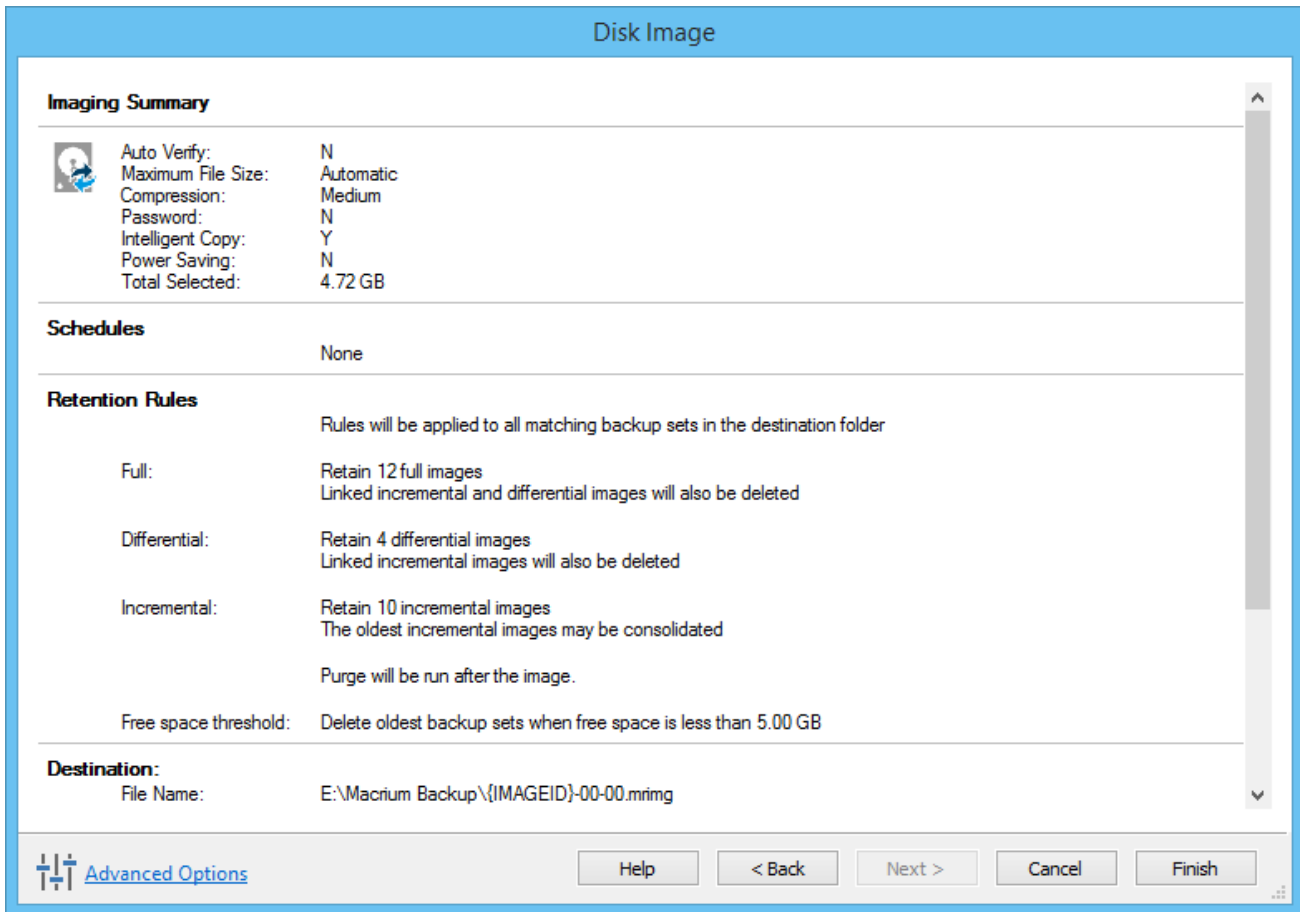 Disk Image
Imaging Summary
Auto Verify: N
Maximum File Size: Automatic
Compression: Medium
Password: N
Intelligent Copy: Y
Power Saving: N
Total Selected: 4.72 GB
Schedules
None
Retention Rules
Rules will be applied to all matching backup sets in the destination folder
Full: Retain 12 full images
Linked incremental and differential images will also be deleted
Differential: Retain 4 differential images
Linked incremental images will also be deleted
Incremental: Retain 10 incremental images
The oldest incremental images may be consolidated
Purge will be run after the image.
Free space threshold: Delete oldest backup sets when free space is less than 5.00 GB
Destination:
File Name: E:\Macrium Backup\{IMAGEID}-00-00.mrimg
Advanced Options Help < Back Next > Cancel Finish